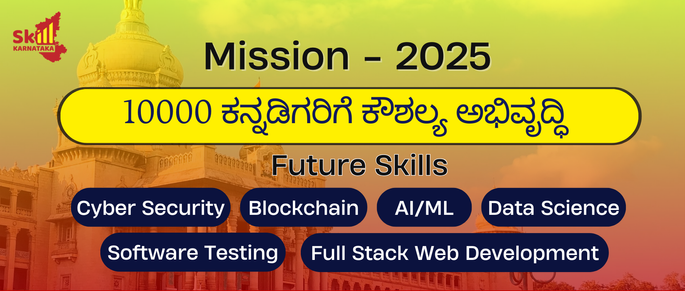 Skill
KARNATAKA
Mission - 2025
10000 ಕನ್ನಡಿಗರಿಗೆ ಕೌಶಲ್ಯ ಅಭಿವೃದ್ಧಿ
Future Skills
Cyber Security Blockchain AI/ML Data Science
Software Testing Full Stack Web Development